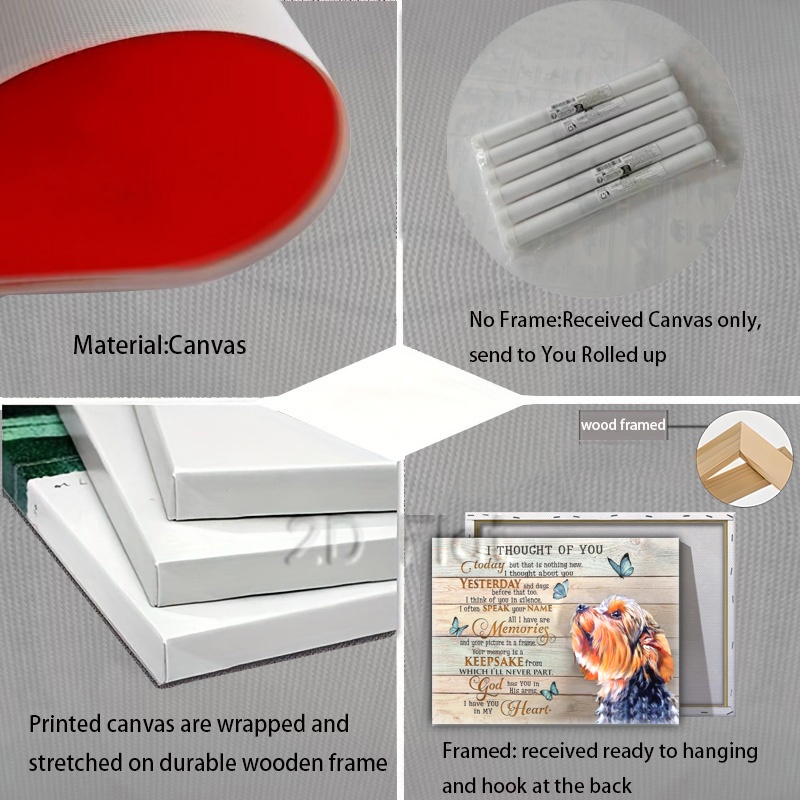 Material:Canvas
No Frame:Received Canvas only,
send to You Rolled up
wood framed
I THOUGHT OF YOU
today, but that is nothing new.
I thought about you
YESTERDAY and days
before that too.
I think of you in silence,
I often SPEAK your NAME
All I have are
Memories
and your picture in a frame.
Your memory is a
KEEPSAKE from
WHICH I'LL NEVER PART.
God has YOU in
His arms,
I have YOU
in MY Heart.
Printed canvas are wrapped and
stretched on durable wooden frame
Framed: received ready to hanging
and hook at the back